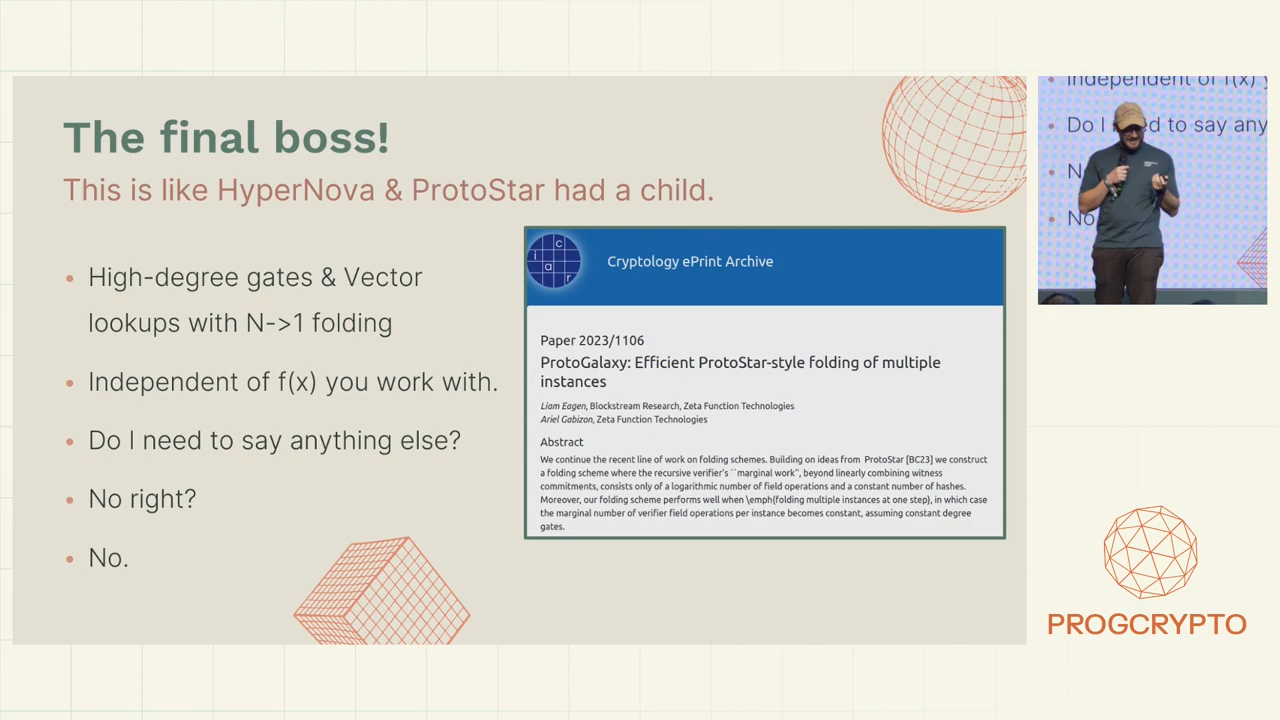 The final boss!
This is like HyperNova & ProtoStar had a child.
• High-degree gates & Vector
lookups with N->1 folding
• Independent of f(x) you work with.
• Do I need to say anything else?
• No right?
• No.
c
i
a
r
Cryptology ePrint Archive
Paper 2023/1106
ProtoGalaxy: Efficient ProtoStar-style folding of multiple
instances
Liam Eagen, Blockstream Research, Zeta Function Technologies
Ariel Gabizon, Zeta Function Technologies
Abstract
We continue the recent line of work on folding schemes. Building on ideas from ProtoStar [BC23] we construct
a folding scheme where the recursive verifier's ``marginal work'', beyond linearly combining witness
commitments, consists only of a logarithmic number of field operations and a constant number of hashes.
Moreover, our folding scheme performs well when \emph{folding multiple instances at one step}, in which case
the marginal number of verifier field operations per instance becomes constant, assuming constant degree
gates.
Independent of f(x) y
Do I need to say any
No
No
PROGCRYPTO